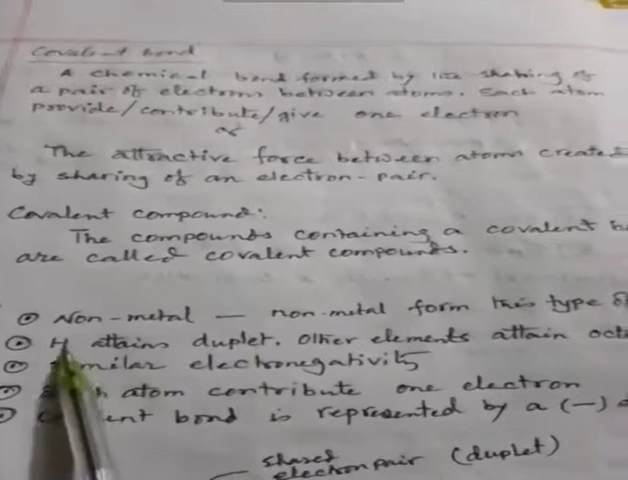 Covalent bond
A chemical bond formed by the sharing of
a pair of electrons between atoms. Each atom
provide/contribute/give one electron
or
The attractive force between atoms created
by sharing of an electron-pair.
Covalent compound:
The compounds containing a covalent
are called covalent compounds.
Non-metal — non-metal form this type
H attains duplet. Other elements attain oct
electronegativity
atom contribute one electron
bond is represented by a (—)
shared
electron pair (duplet)